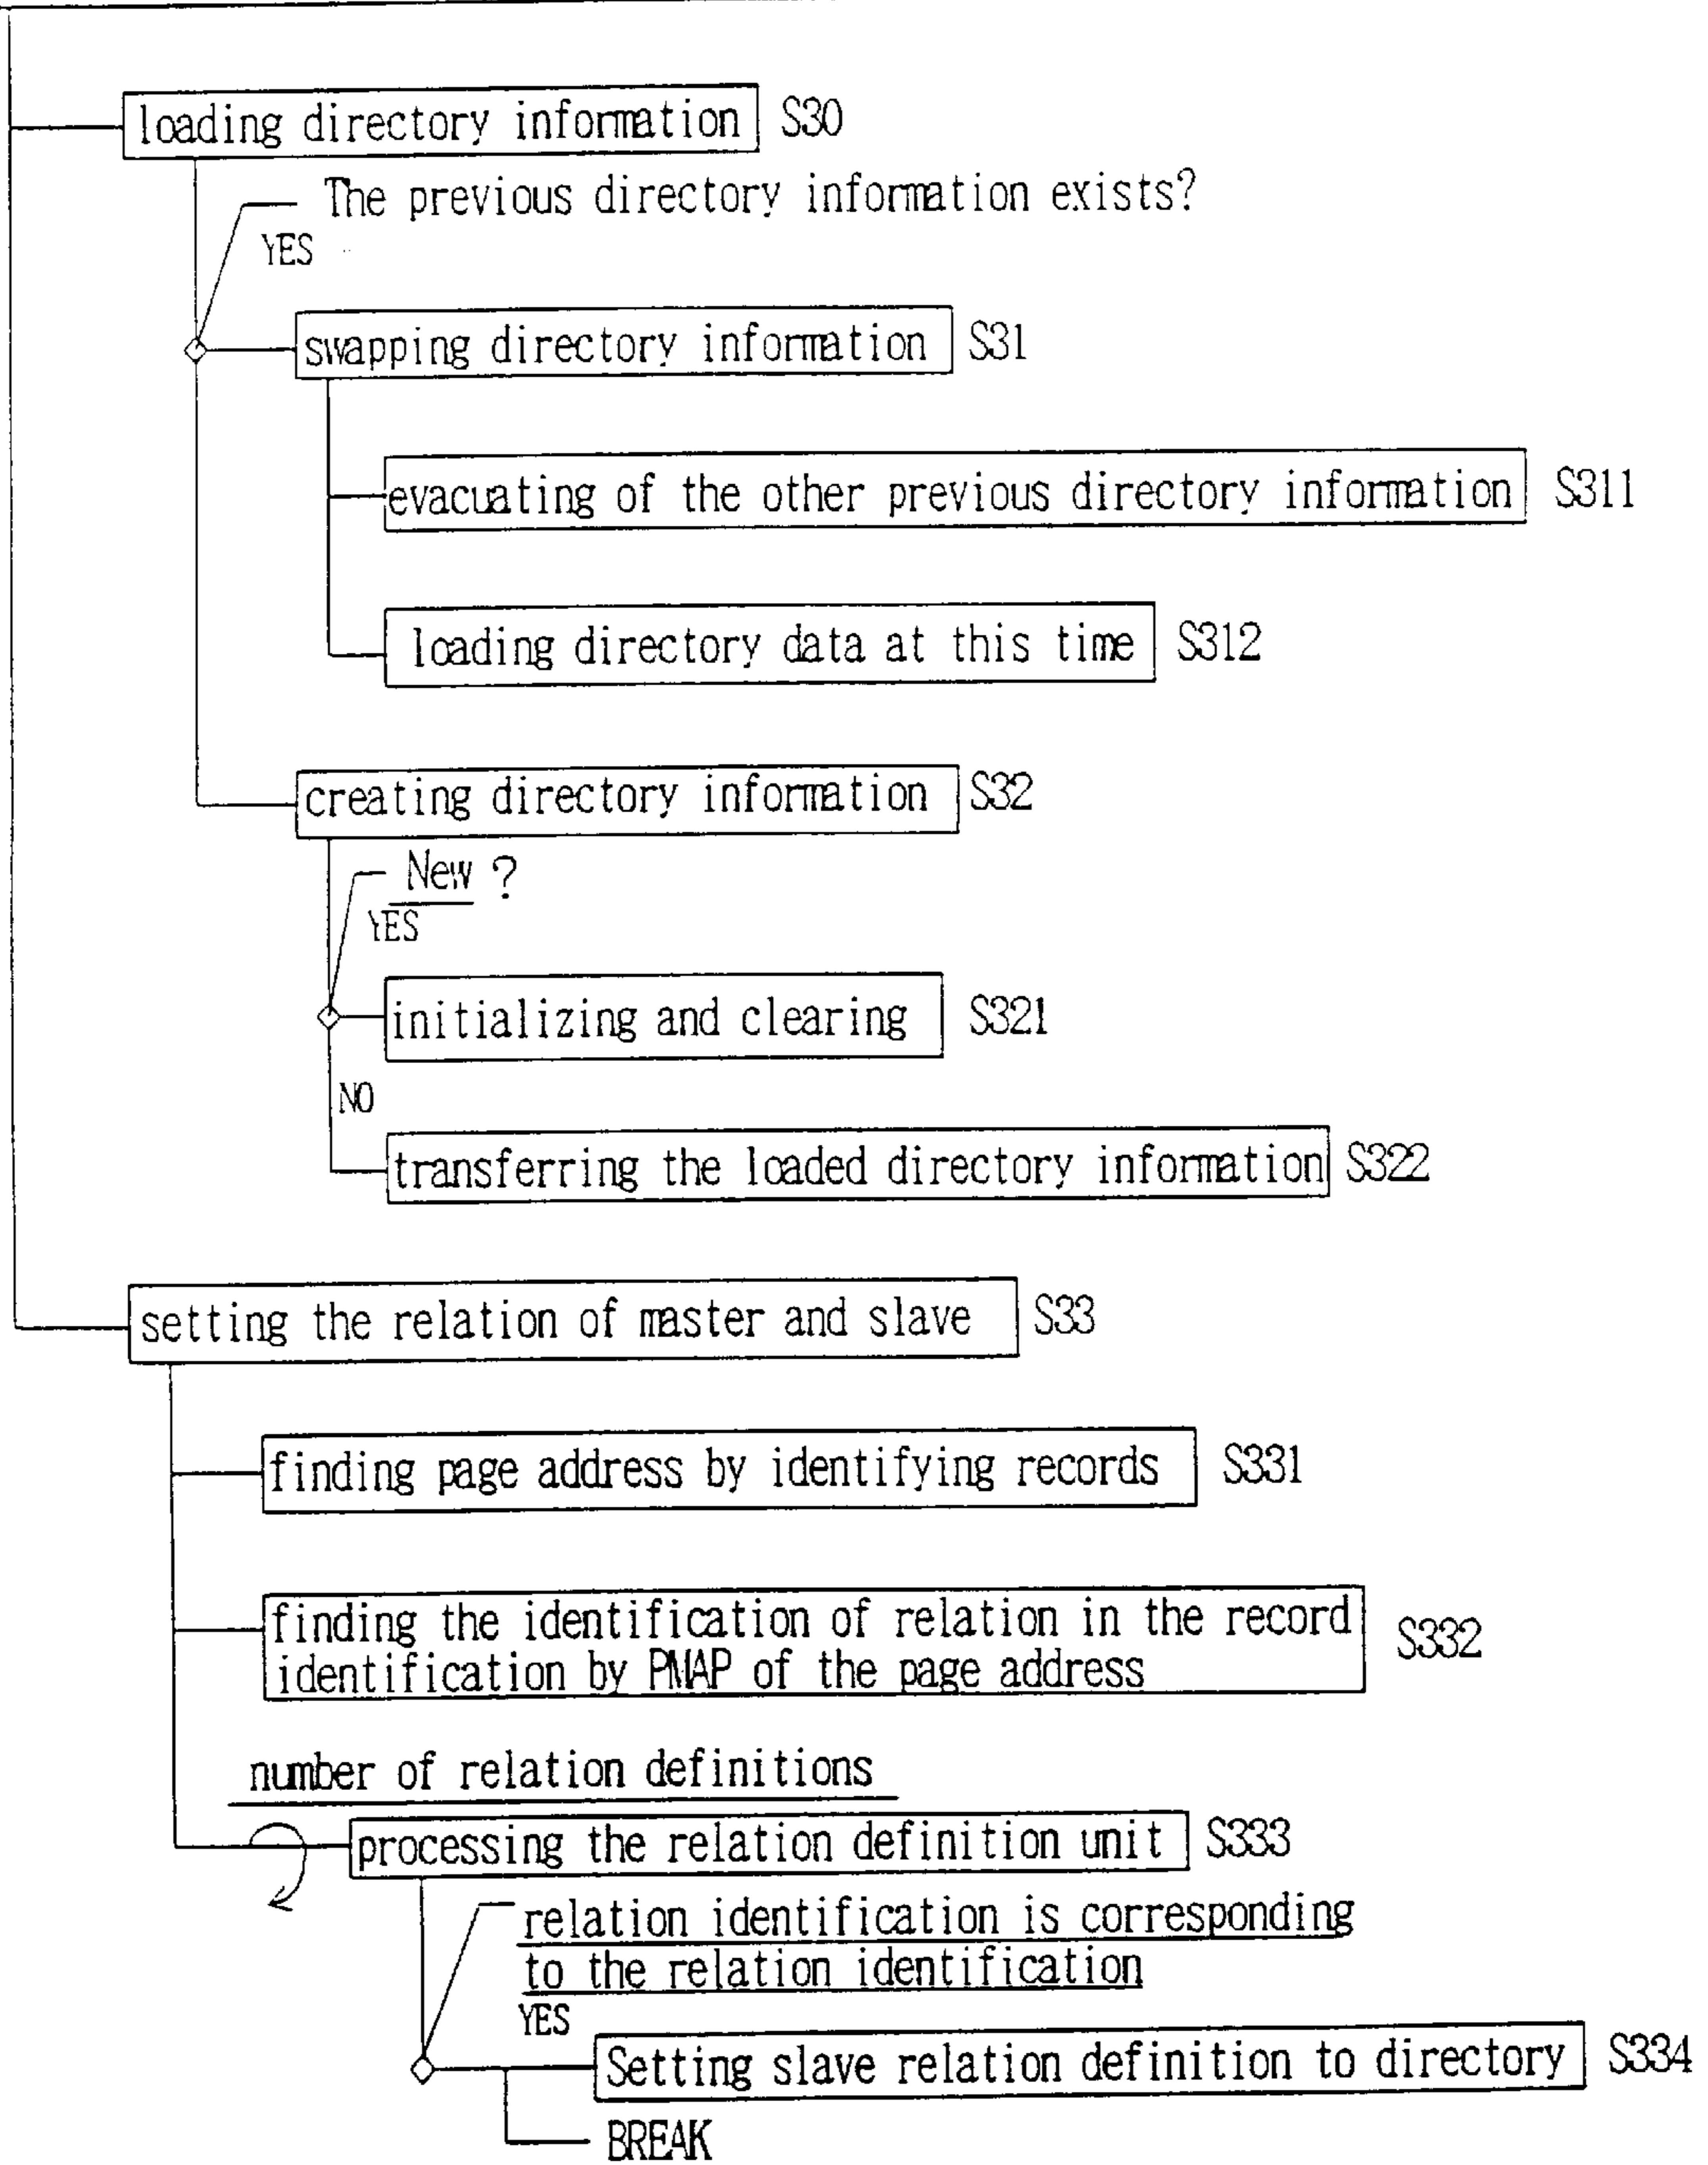 loading directory information S30
The previous directory information exists?
YES
swapping directory information S31
evacuating of the other previous directory information S311
loading directory data at this time S312
creating directory information S32
New ?
YES
initializing and clearing S321
NO
transferring the loaded directory information S322
setting the relation of master and slave S33
finding page address by identifying records S331
finding the identification of relation in the record
identification by PMAP of the page address S332
number of relation definitions
processing the relation definition unit S333
relation identification is corresponding
to the relation identification
YES
Setting slave relation definition to directory S334
BREAK